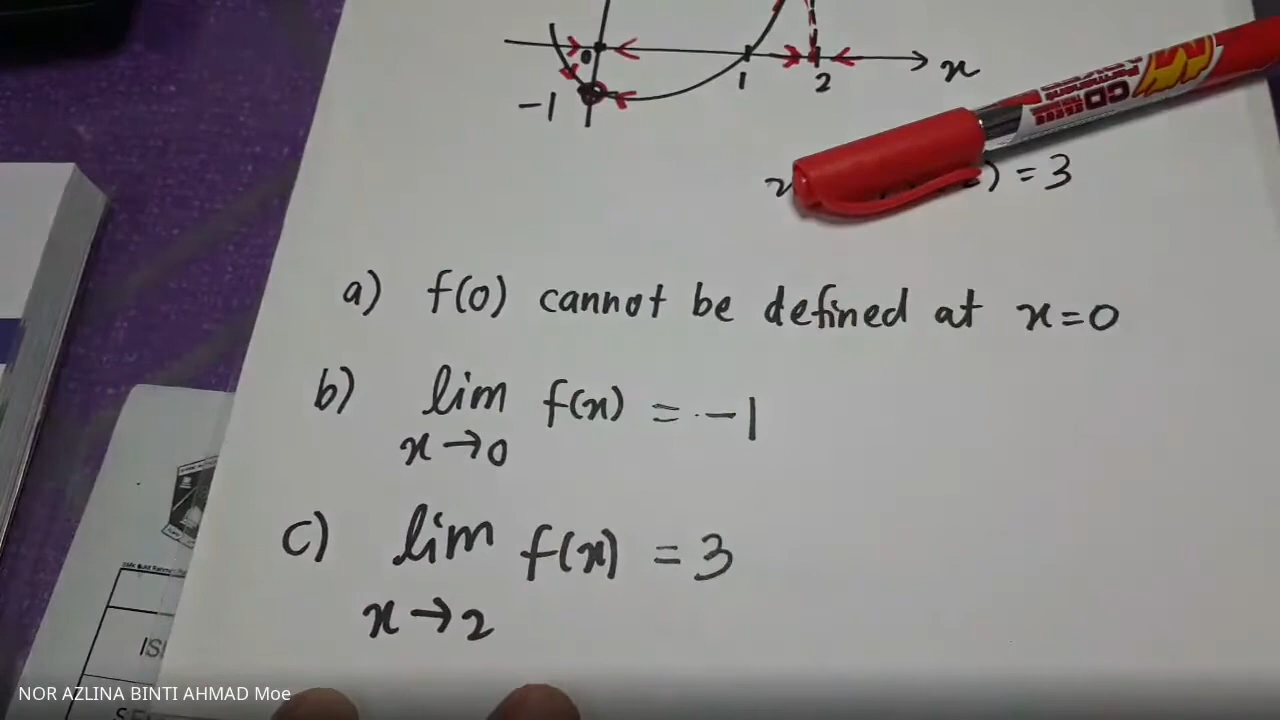 0
1
2
x
-1
= 3
a) f(0) cannot be defined at x=0
b) lim f(x) = -1
x→0
c) lim f(x) = 3
x→2
NOR AZLINA BINTI AHMAD Moe